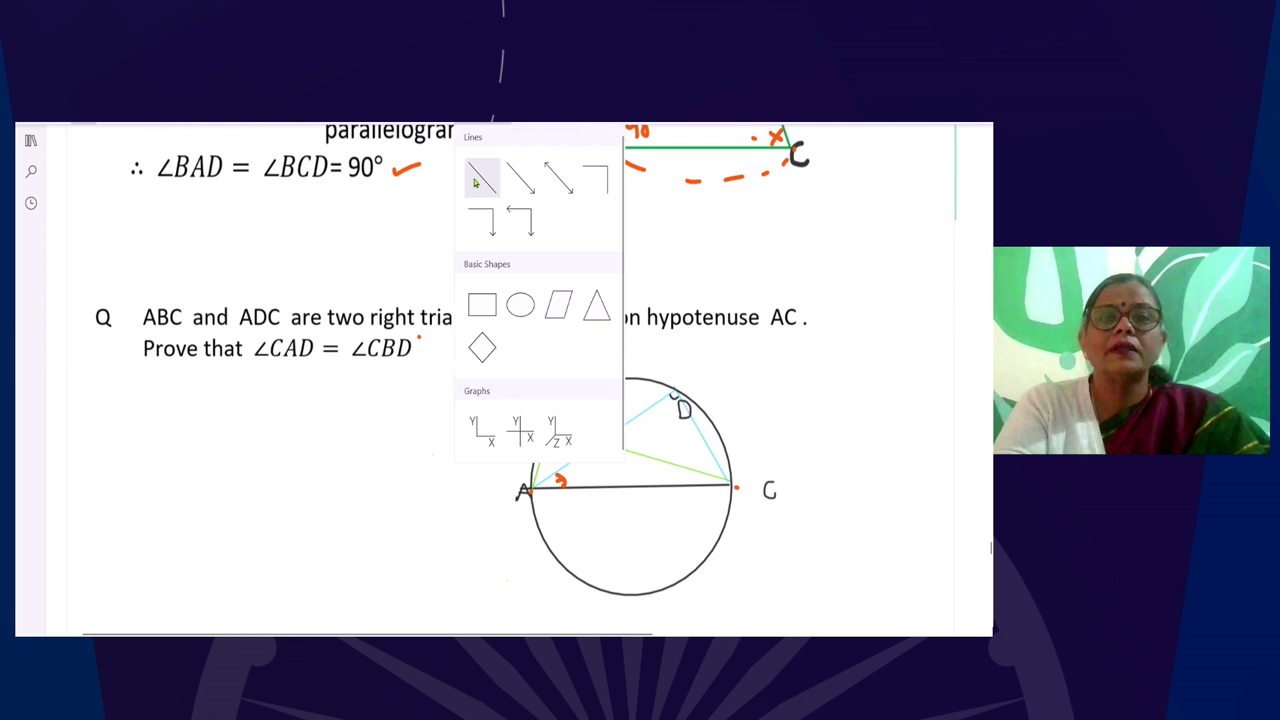 parallelogra
∴ ∠BAD = ∠BCD= 90°
90
x
C
Lines
Basic Shapes
Graphs
Y
X
Y
X
Y
Z X
Q ABC and ADC are two right tria
on hypotenuse AC .
Prove that ∠CAD = ∠CBD
D
A
C